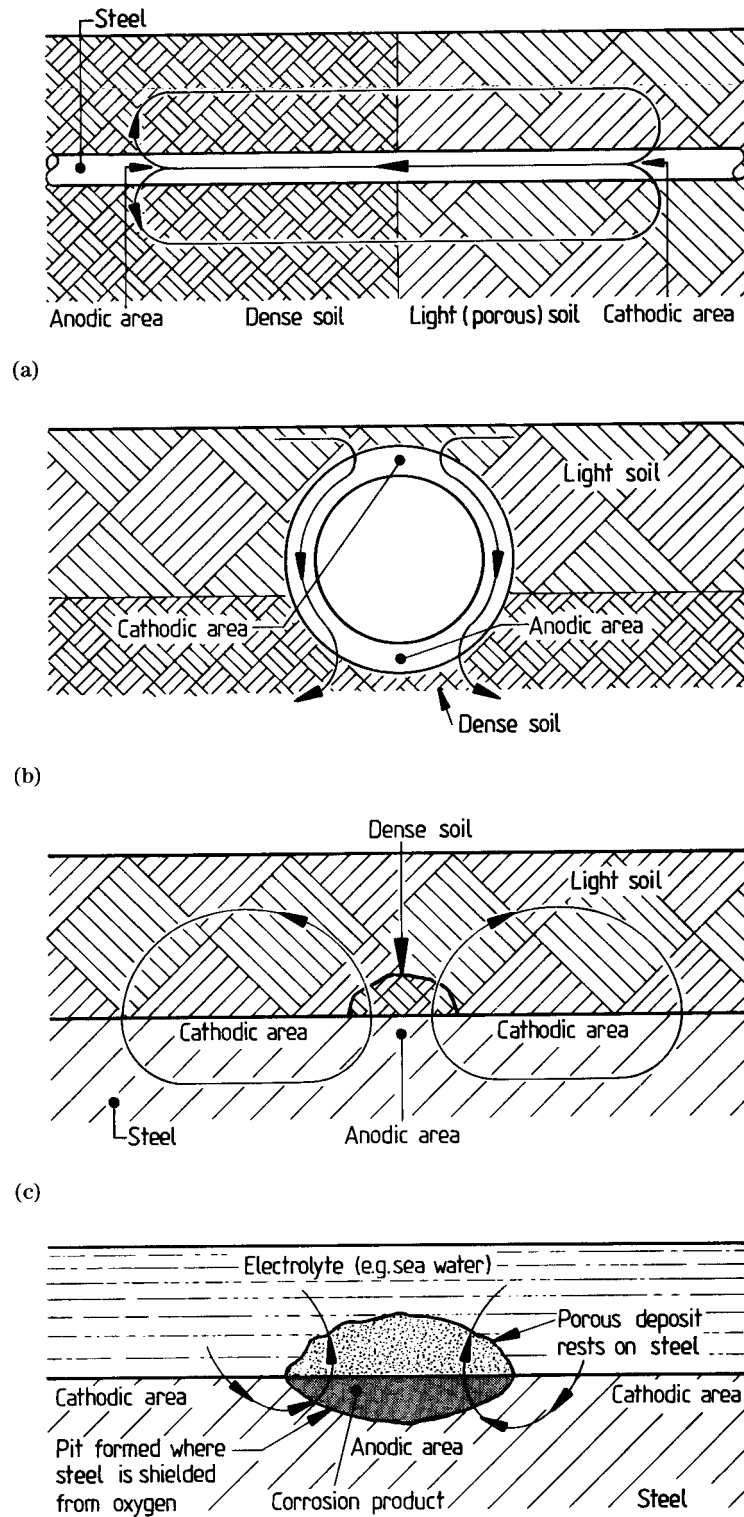 Steel
Anodic area
Dense soil
Light (porous) soil
Cathodic area
(a)
Light soil
Cathodic area
Anodic area
Dense soil
(b)
Dense soil
Light soil
Cathodic area
Cathodic area
Steel
Anodic area
(c)
Electrolyte (e.g.sea water)
Porous deposit
rests on steel
Cathodic area
Cathodic area
Pit formed where
steel is shielded
from oxygen
Anodic area
Corrosion product
Steel